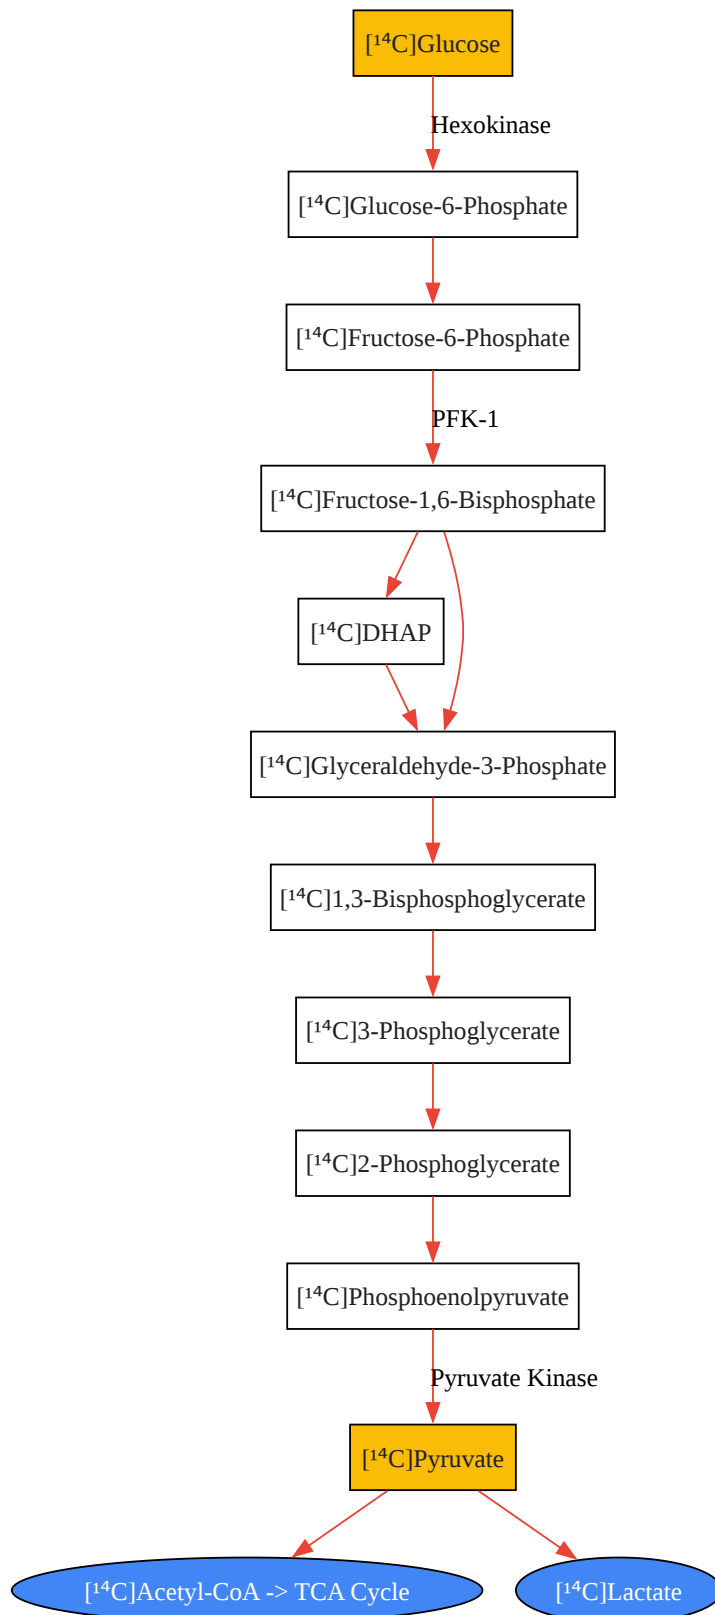 [¹⁴C]Glucose
Hexokinase
[¹⁴C]Glucose-6-Phosphate
[¹⁴C]Fructose-6-Phosphate
PFK-1
[¹⁴C]Fructose-1,6-Bisphosphate
[¹⁴C]DHAP
[¹⁴C]Glyceraldehyde-3-Phosphate
[¹⁴C]1,3-Bisphosphoglycerate
[¹⁴C]3-Phosphoglycerate
[¹⁴C]2-Phosphoglycerate
[¹⁴C]Phosphoenolpyruvate
Pyruvate Kinase
[¹⁴C]Pyruvate
[¹⁴C]Acetyl-CoA -> TCA Cycle
[¹⁴C]Lactate